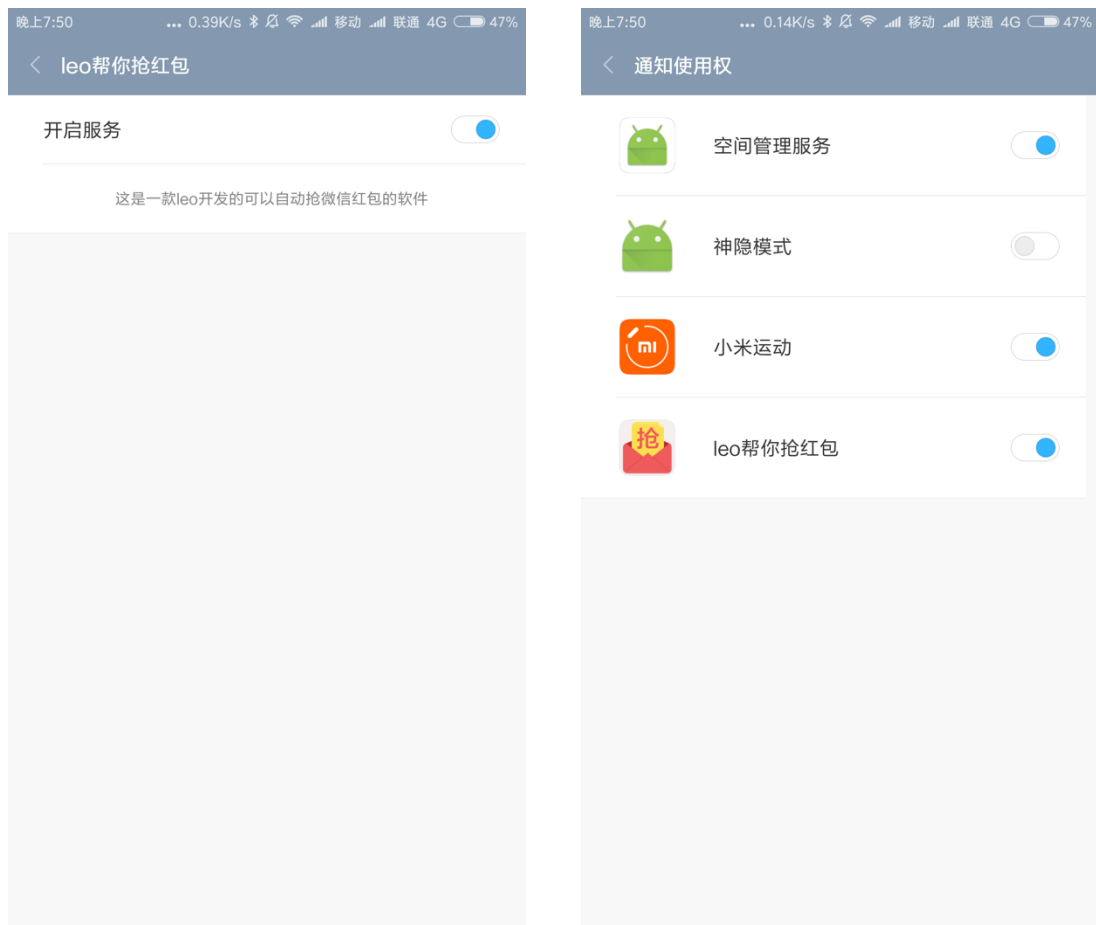 晚上7:50 ... 0.39K/s 移动 联通 4G 47%
leo帮你抢红包
开启服务
这是一款leo开发的可以自动抢微信红包的软件
晚上7:50 ... 0.14K/s 移动 联通 4G 47%
通知使用权
空间管理服务
神隐模式
小米运动
抢
leo帮你抢红包